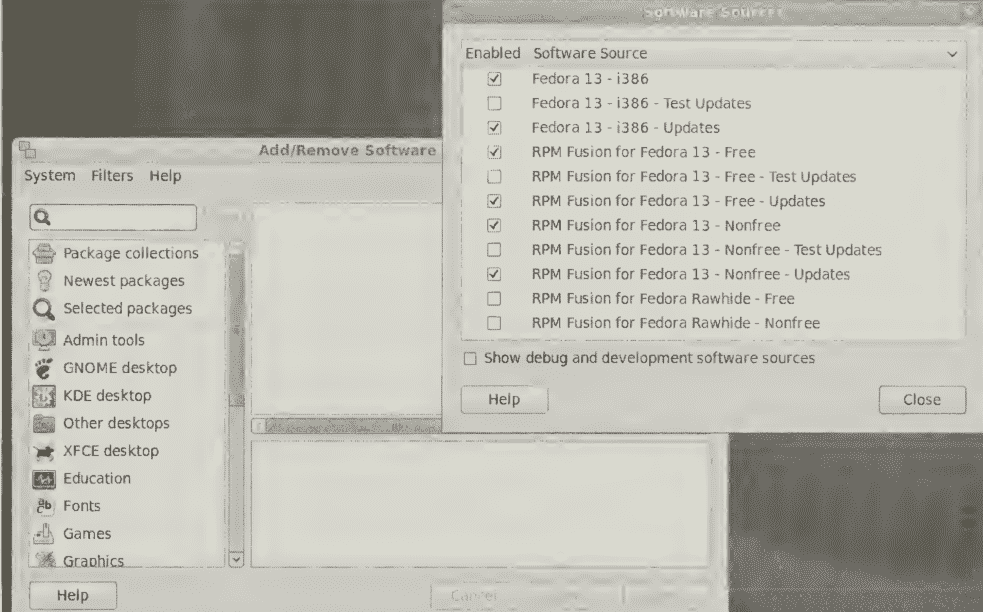 Software Sources
Enabled Software Source
Fedora 13 - i386
Fedora 13 - i386 - Test Updates
Fedora 13 - i386 - Updates
RPM Fusion for Fedora 13 - Free
RPM Fusion for Fedora 13 - Free - Test Updates
RPM Fusion for Fedora 13 - Free - Updates
RPM Fusion for Fedora 13 - Nonfree
RPM Fusion for Fedora 13 - Nonfree - Test Updates
RPM Fusion for Fedora 13 - Nonfree - Updates
RPM Fusion for Fedora Rawhide - Free
RPM Fusion for Fedora Rawhide - Nonfree
Show debug and development software sources
Help Close
Add/Remove Software
System Filters Help
Package collections
Newest packages
Selected packages
Admin tools
GNOME desktop
KDE desktop
Other desktops
XFCE desktop
Education
Fonts
Games
Graphics
Help Cancel